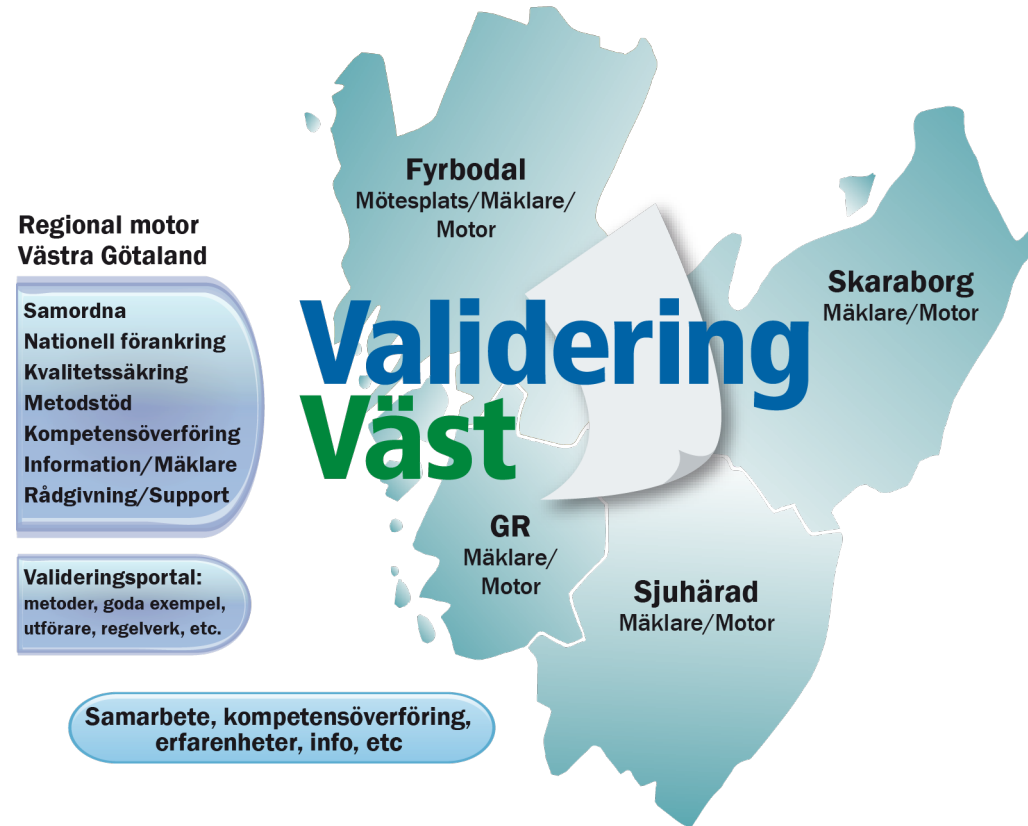 Regional motor
Västra Götaland
Samordna
Nationell förankring
Kvalitetssäkring
Metodstöd
Kompetensöverföring
Information/Mäklare
Rådgivning/Support
Valideringsportal:
metoder, goda exempel,
utförare, regelverk, etc.
Samarbete, kompetensöverföring,
erfarenheter, info, etc
Fyrbodal
Mötesplats/Mäklare/
Motor
Skaraborg
Mäklare/Motor
Validering
Väst
GR
Mäklare/
Motor
Sjuhärad
Mäklare/Motor